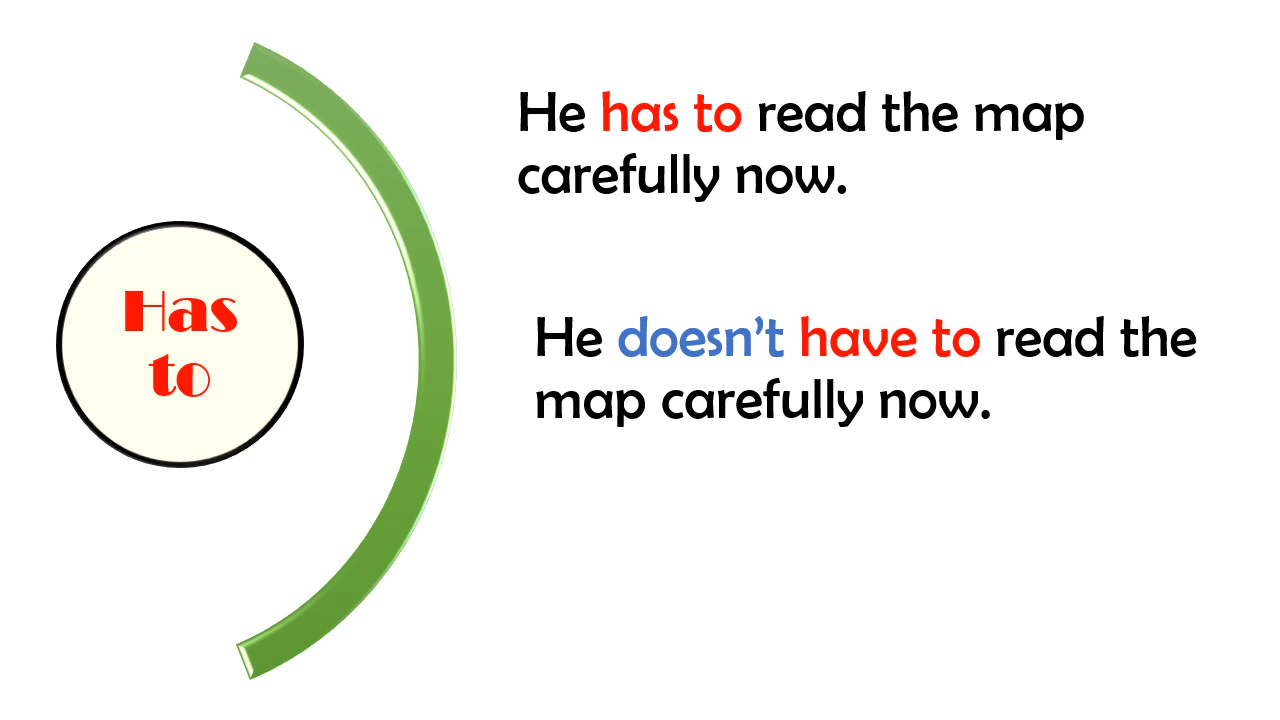 Has
to
He has to read the map
carefully now.
He doesn’t have to read the
map carefully now.